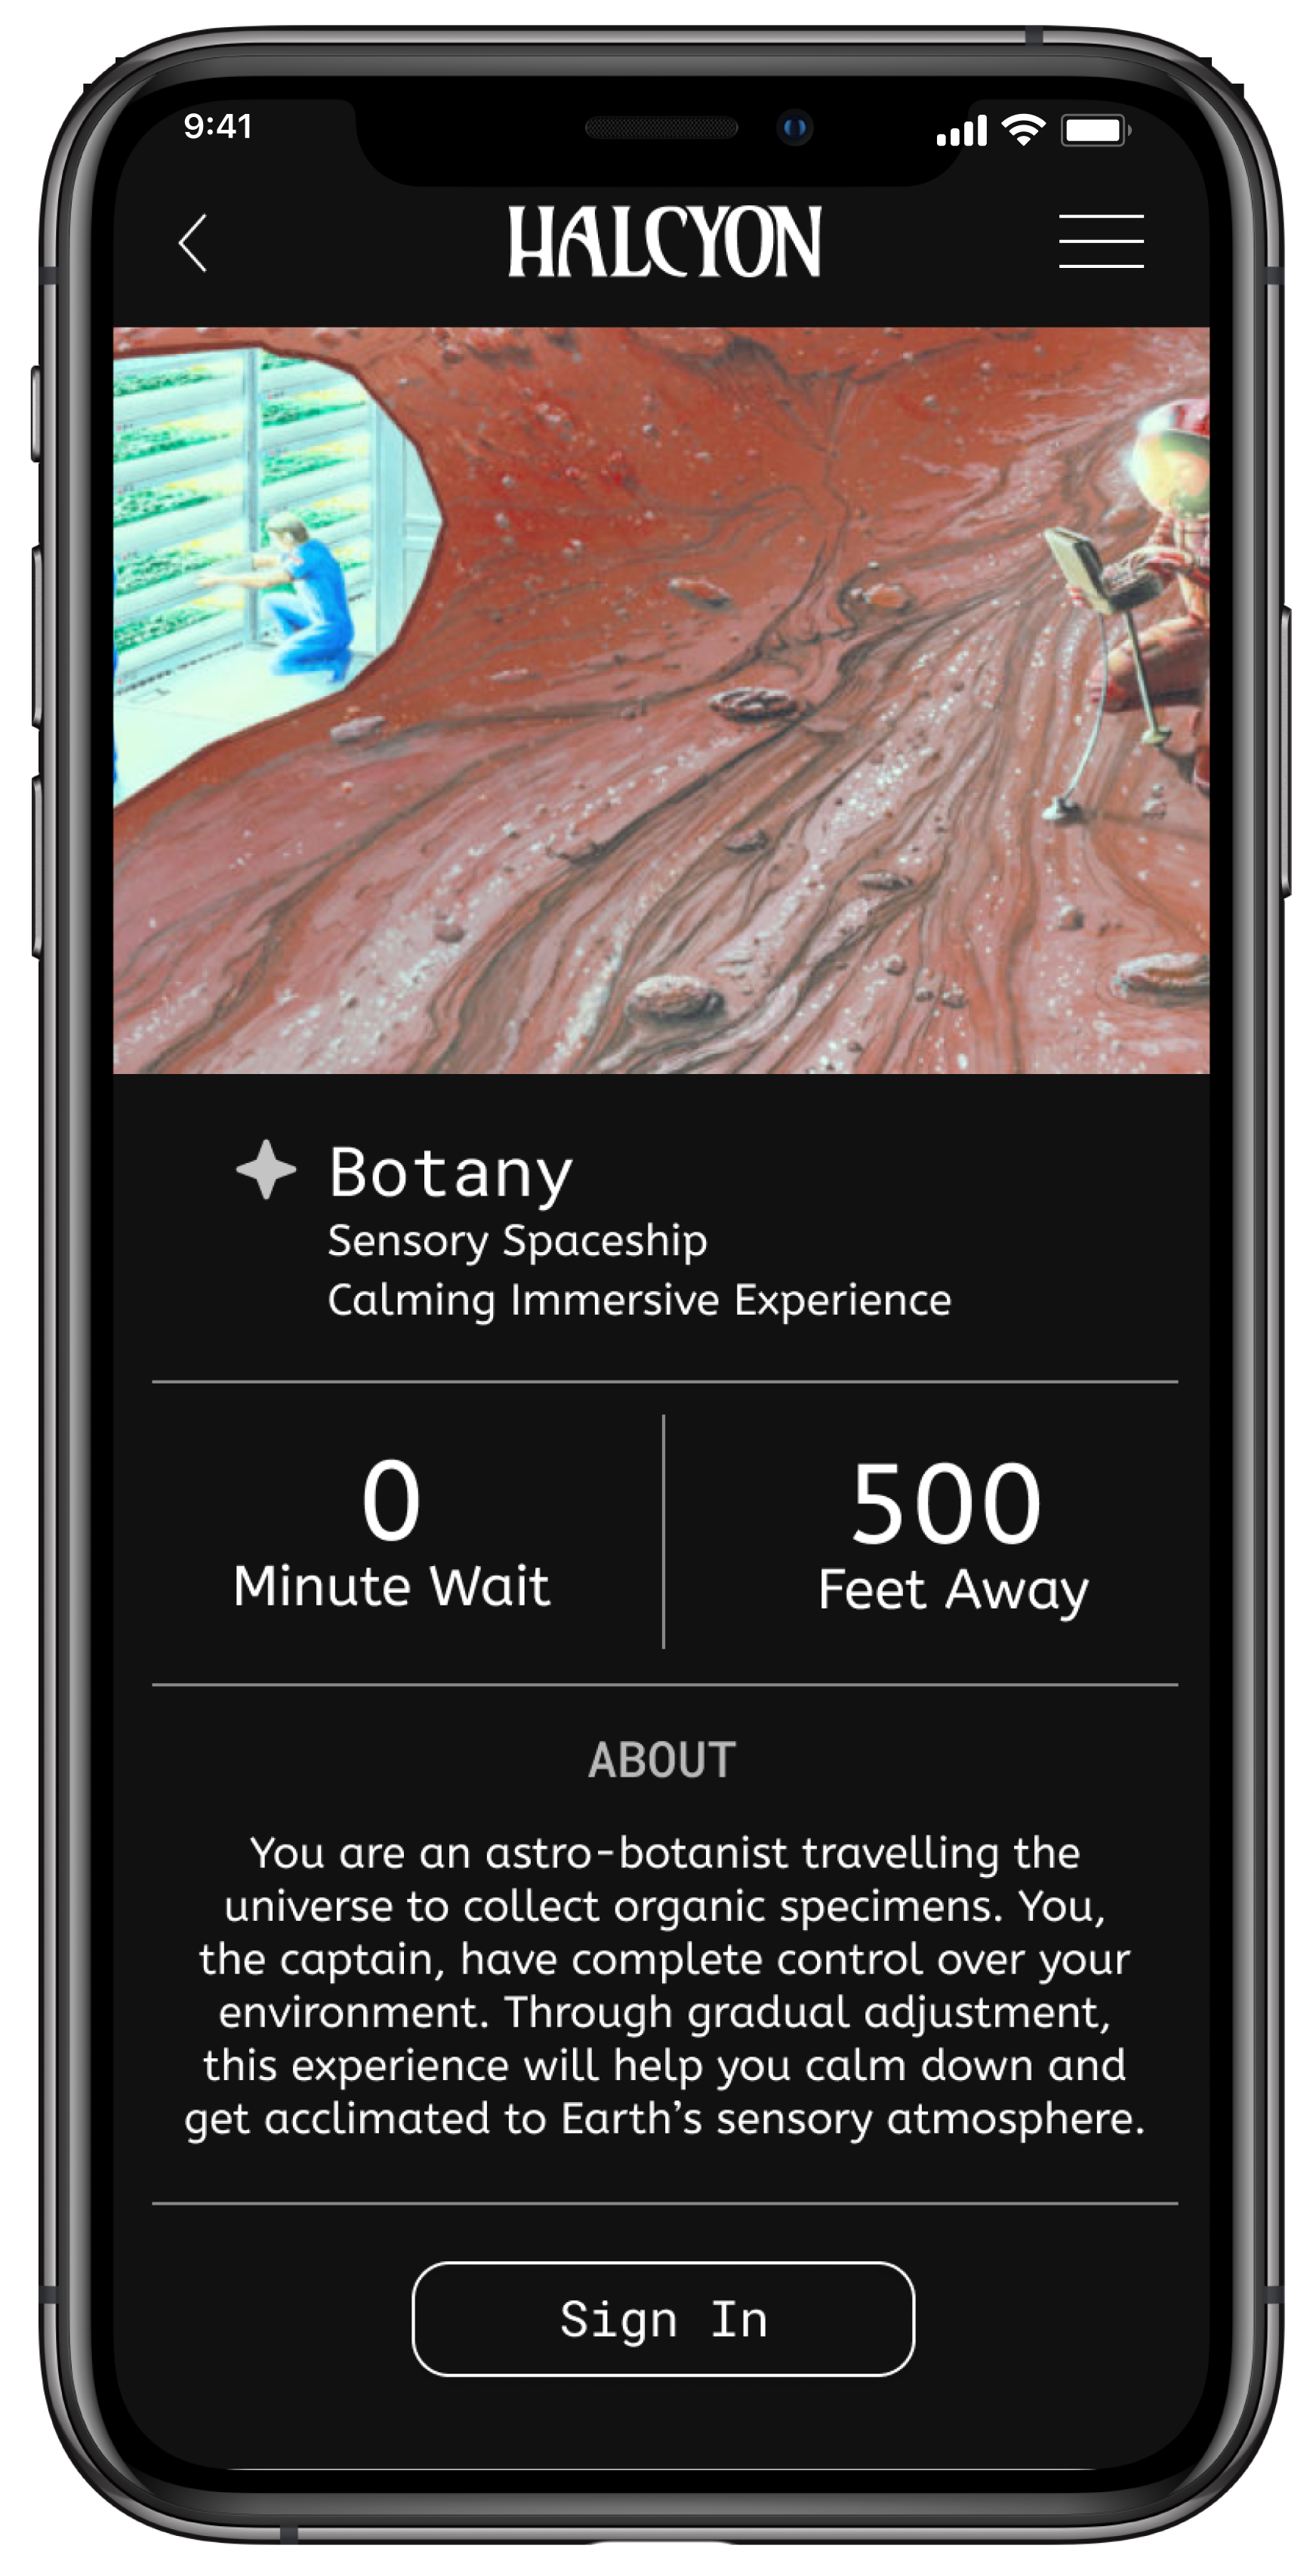 9:41
HALCYON
Botany
Sensory Spaceship
Calming Immersive Experience
0
Minute Wait
500
Feet Away
ABOUT
You are an astro-botanist travelling the
universe to collect organic specimens. You,
the captain, have complete control over your
environment. Through gradual adjustment,
this experience will help you calm down and
get acclimated to Earth’s sensory atmosphere.
Sign In